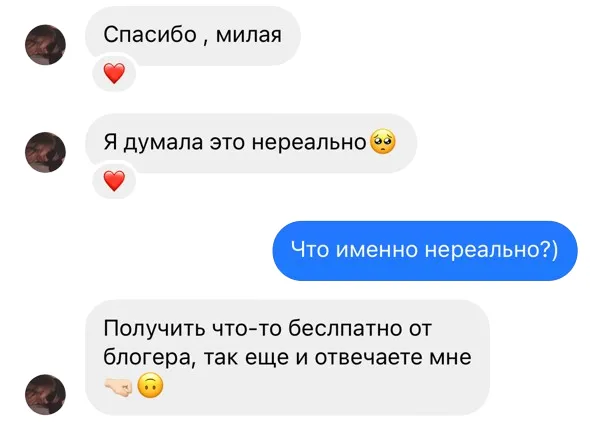 Спасибо , милая
❤️
Я думала это нереально🥺
❤️
Что именно нереально?)
Получить что-то беслпатно от
блогера, так еще и отвечаете мне
🤜🏻🙃